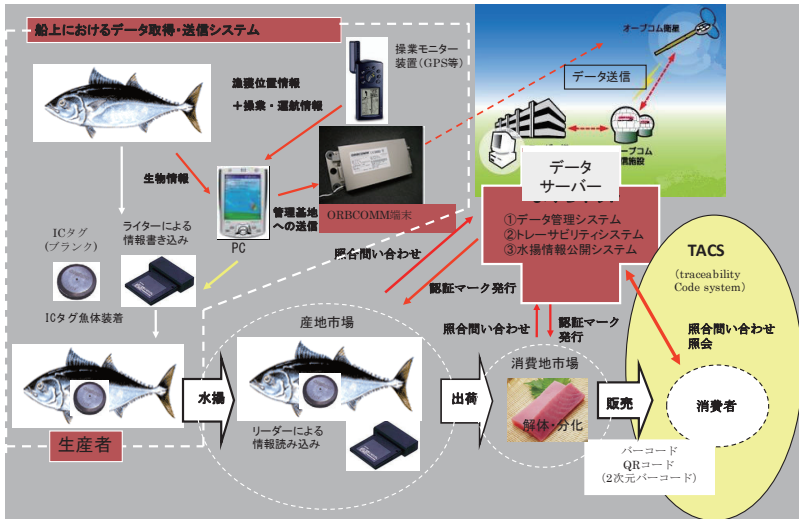 船上におけるデータ取得・送信システム
操業モニター
装置(GPS等)
オーブコム衛星
漁獲位置情報
+操業・運航情報
データ送信
生物情報
データ
サーバー
信施設
ORBCOMM端末
管理基地
への送信
PC
ICタグ
(ブランク)
ライターによる
情報書き込み
①データ管理システム
②トレーサビリティシステム
③水揚情報公開システム
TACS
(traceability
Code system)
照合問い合わせ
認証マーク発行
ICタグ魚体装着
産地市場
照合問い合わせ
認証マーク
発行
照合問い合わせ
照会
消費地市場
水揚
出荷
販売
消費者
解体・分化
生産者
リーダーによる
情報読み込み
バーコード
QRコード
(2次元バーコード)